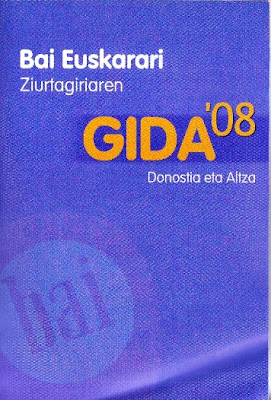 Bai Euskarari
Ziurtagiriaren
GIDA'08
Donostia eta Altza
bai